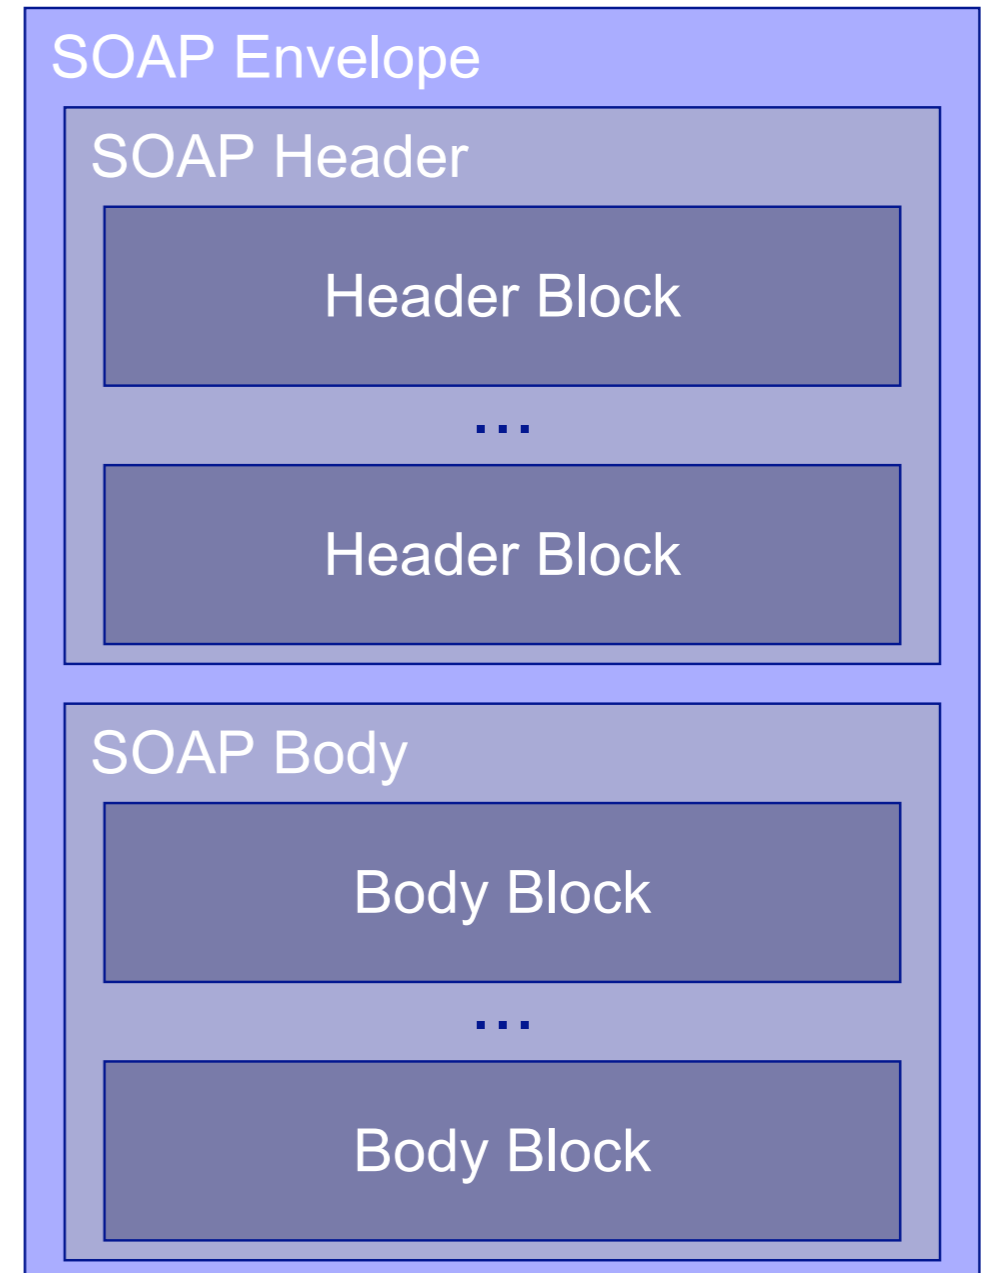 SOAP Envelope
SOAP Header
Header Block
...
Header Block
SOAP Body
Body Block
...
Body Block